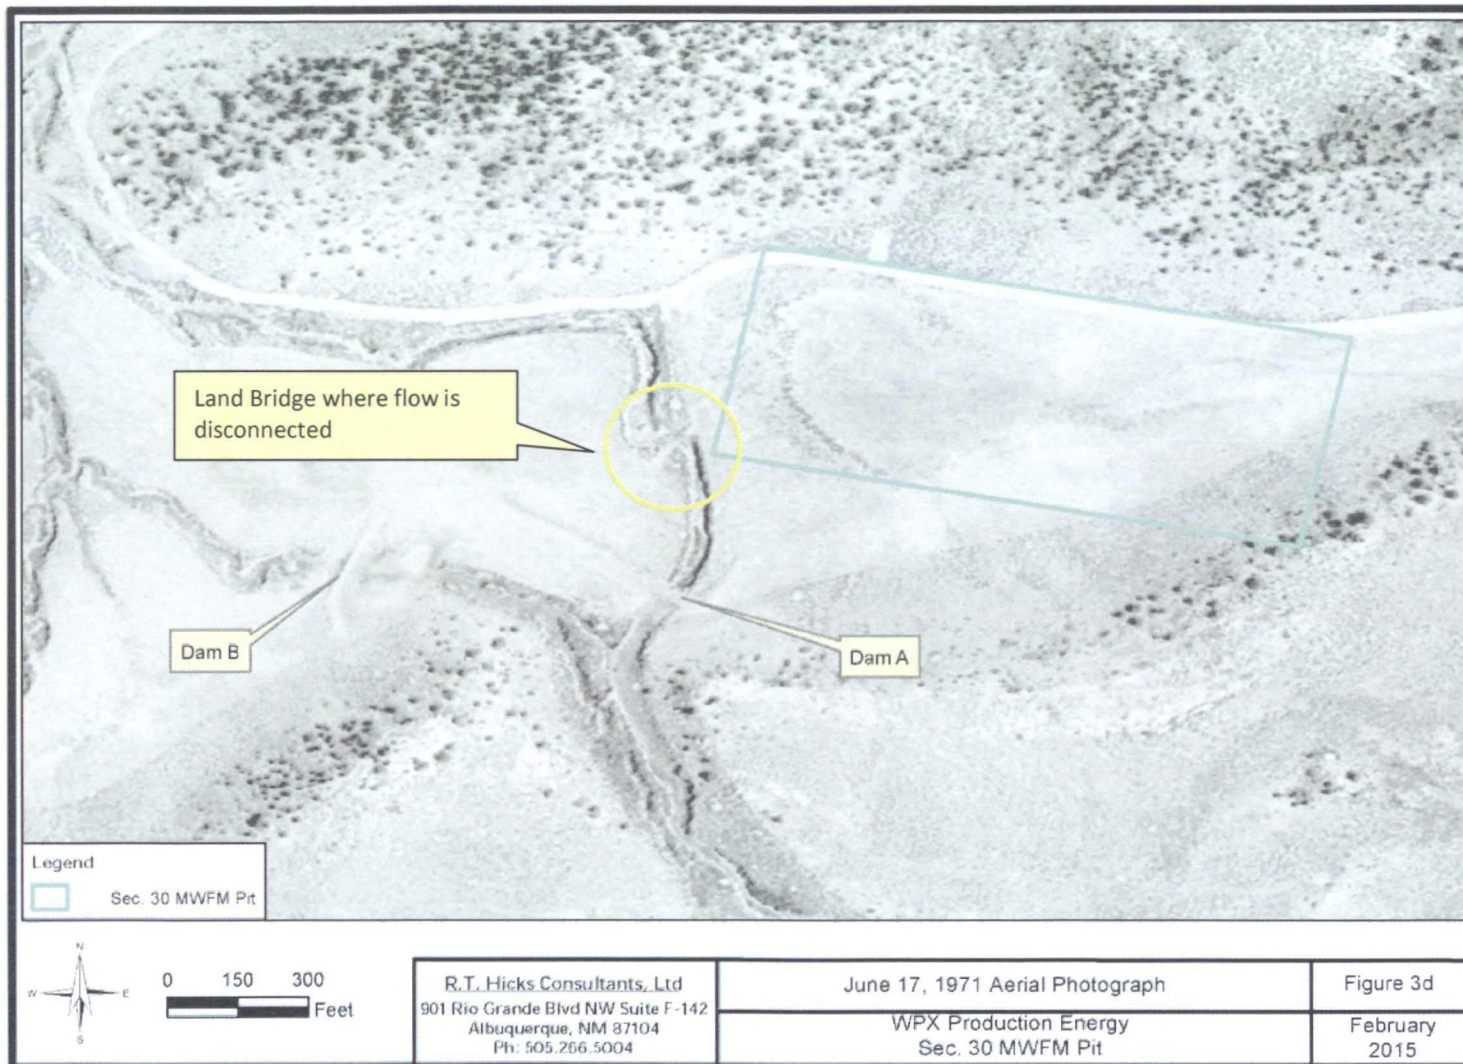 Land Bridge where flow is
disconnected
Dam B
Dam A
Legend
Sec. 30 MWFM Pit
N
W
E
S
0 150 300
Feet
R.T. Hicks Consultants, Ltd
901 Rio Grande Blvd NW Suite F-142
Albuquerque, NM 87104
Ph: 505.266.5004
June 17, 1971 Aerial Photograph
WPX Production Energy
Sec. 30 MWFM Pit
Figure 3d
February
2015